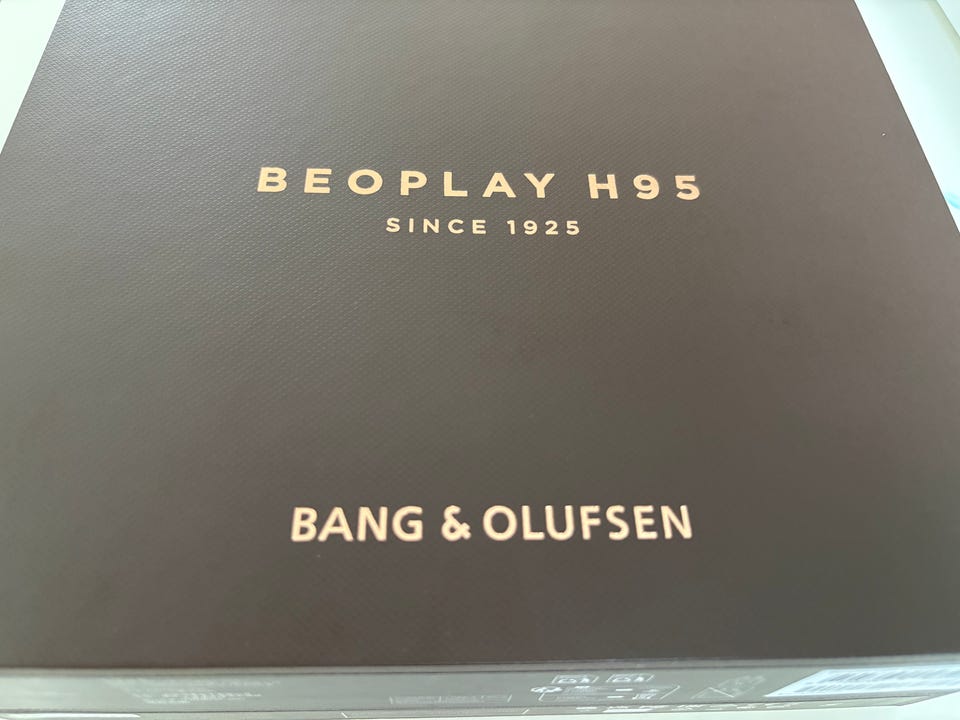 BEOPLAY H95
SINCE 1925
BANG & OLUFSEN